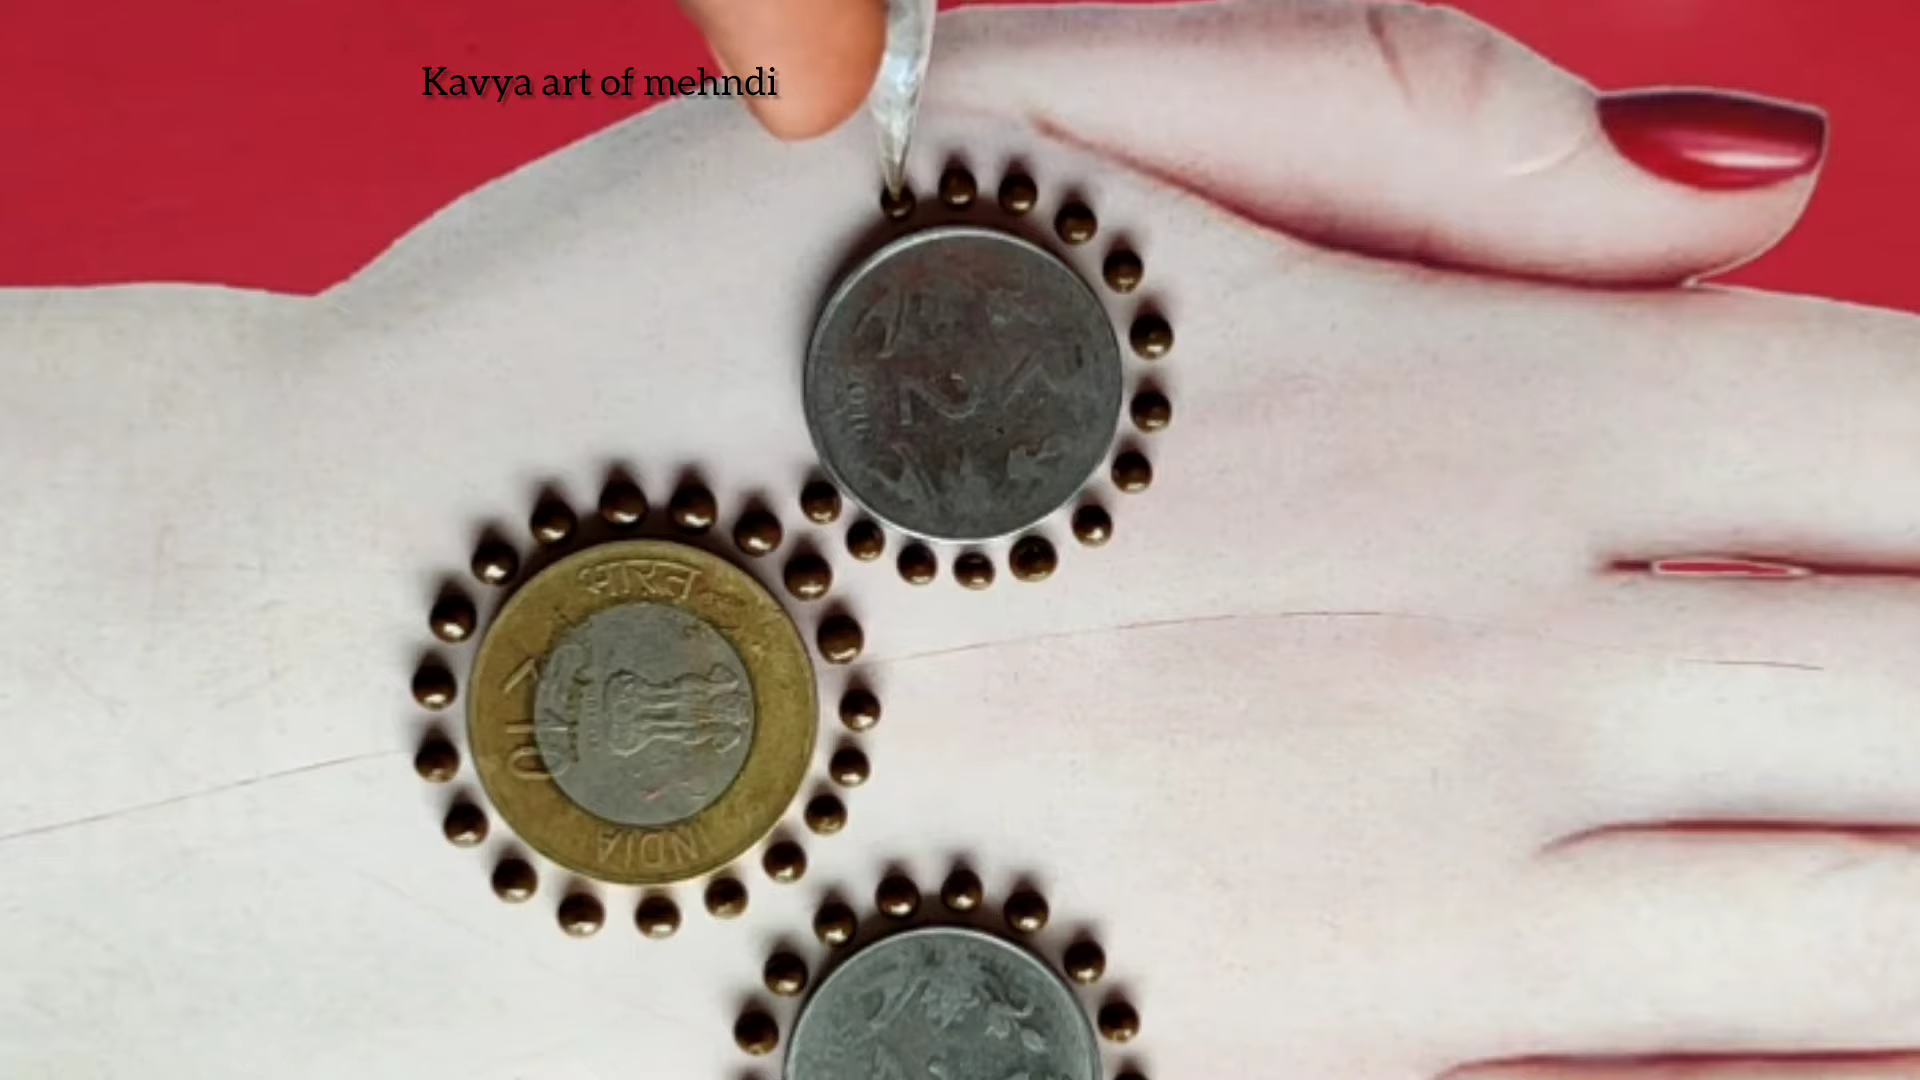 Kavya art of mehndi
भारत
INDIA
₹10
2